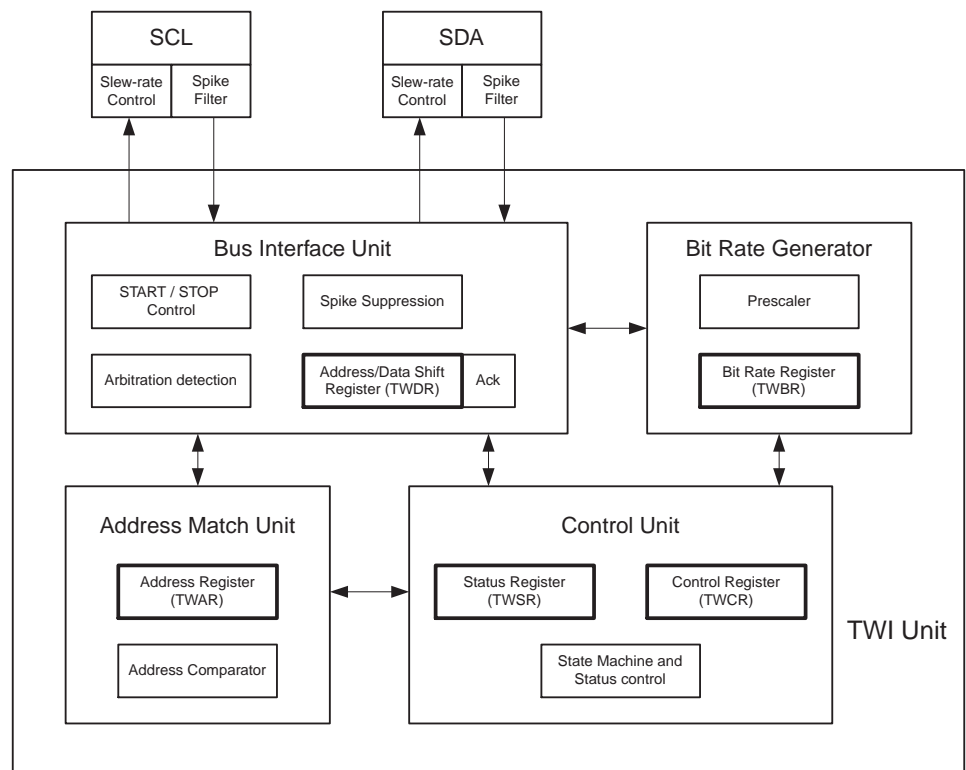 SCL
Slew-rate
Control
Spike
Filter
SDA
Slew-rate
Control
Spike
Filter
Bus Interface Unit
START / STOP
Control
Spike Suppression
Arbitration detection
Address/Data Shift
Register (TWDR)
Ack
Bit Rate Generator
Prescaler
Bit Rate Register
(TWBR)
Address Match Unit
Address Register
(TWAR)
Address Comparator
Control Unit
Status Register
(TWSR)
Control Register
(TWCR)
State Machine and
Status control
TWI Unit